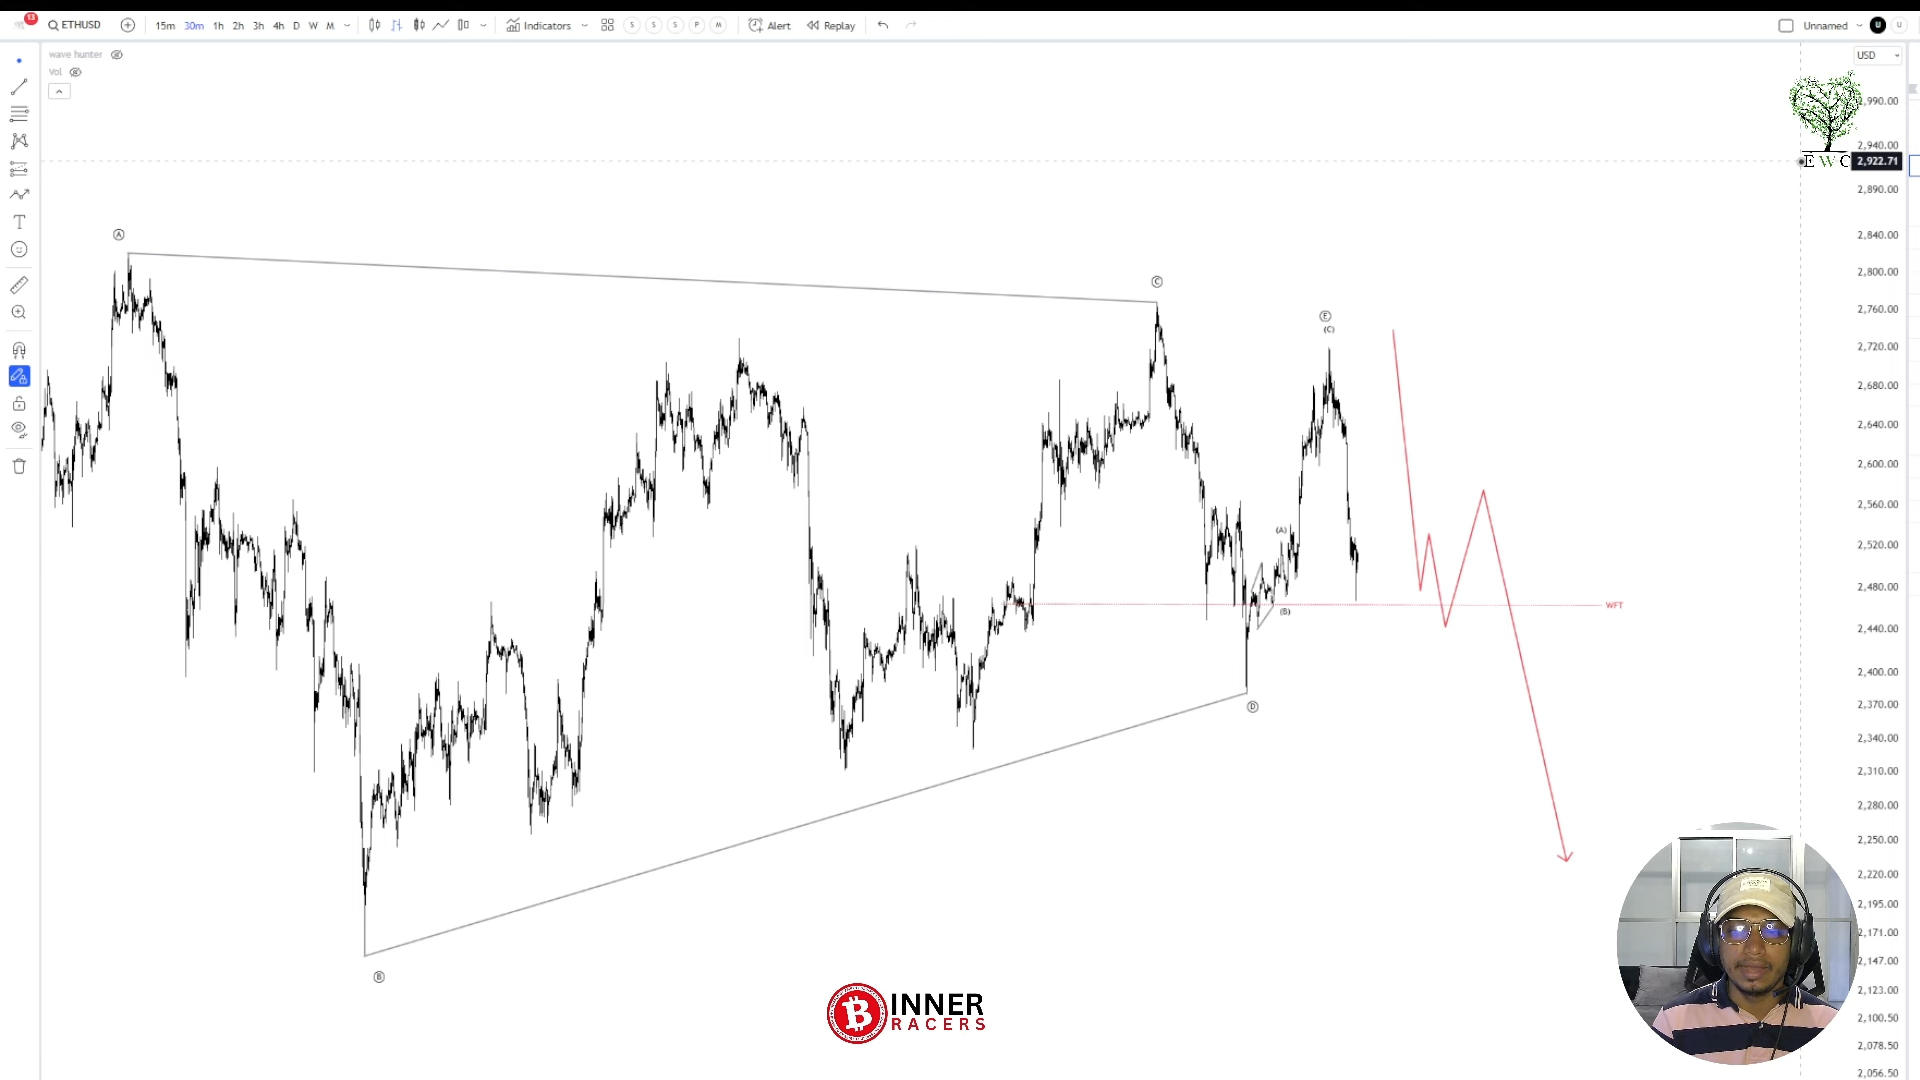 13
ETHUSD
15m 30m 1h 2h 3h 4h D W M
Indicators
S S S P M
Alert
Replay
Unnamed
U
U
wave hunter
Vol
USD
2,990.00
2,940.00
E W C
2,922.71
2,890.00
2,840.00
2,800.00
2,760.00
2,720.00
2,680.00
2,640.00
2,600.00
2,560.00
2,520.00
2,480.00
2,440.00
2,400.00
2,370.00
2,340.00
2,310.00
2,280.00
2,250.00
2,220.00
2,195.00
2,171.00
2,147.00
2,123.00
2,100.50
2,078.50
2,056.50
A
C
E
(C)
(A)
(B)
WFT
D
B
INNER
RACERS